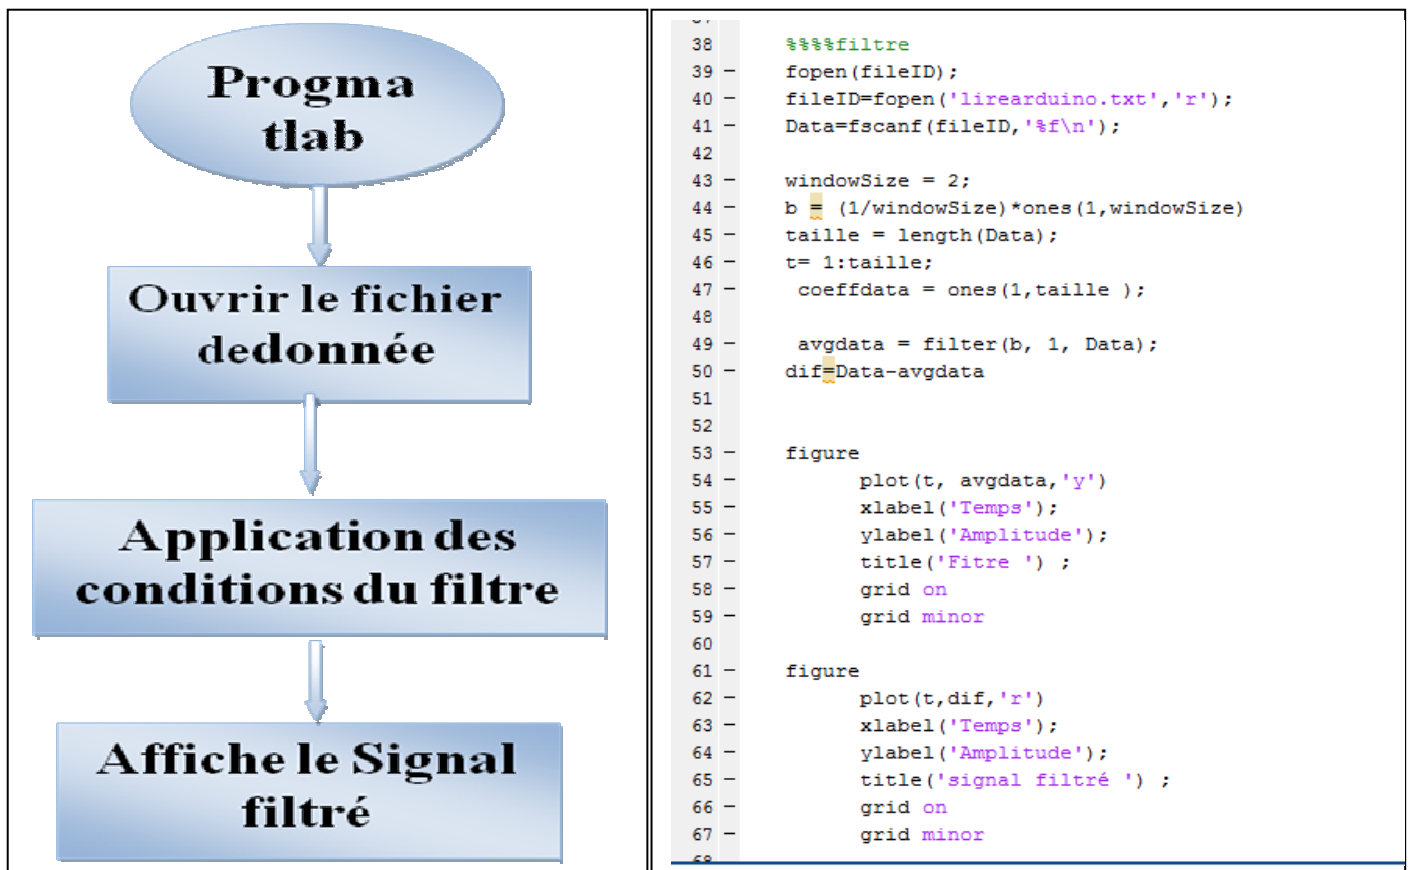 Progma
tlab
Ouvrir le fichier
dedonnée
Application des
conditions du filtre
Affiche le Signal
filtré
38 %%%%filtre
39 – fopen(fileID);
40 – fileID=fopen('lirearduino.txt','r');
41 – Data=fscanf(fileID,'%f\n');
42
43 – windowSize = 2;
44 – b = (1/windowSize)*ones(1,windowSize)
45 – taille = length(Data);
46 – t= 1:taille;
47 – coeffdata = ones(1,taille );
48
49 – avgdata = filter(b, 1, Data);
50 – dif=Data-avgdata
51
52
53 – figure
54 – plot(t, avgdata,'y')
55 – xlabel('Temps');
56 – ylabel('Amplitude');
57 – title('Fitre ') ;
58 – grid on
59 – grid minor
60
61 – figure
62 – plot(t,dif,'r')
63 – xlabel('Temps');
64 – ylabel('Amplitude');
65 – title('signal filtré ') ;
66 – grid on
67 – grid minor